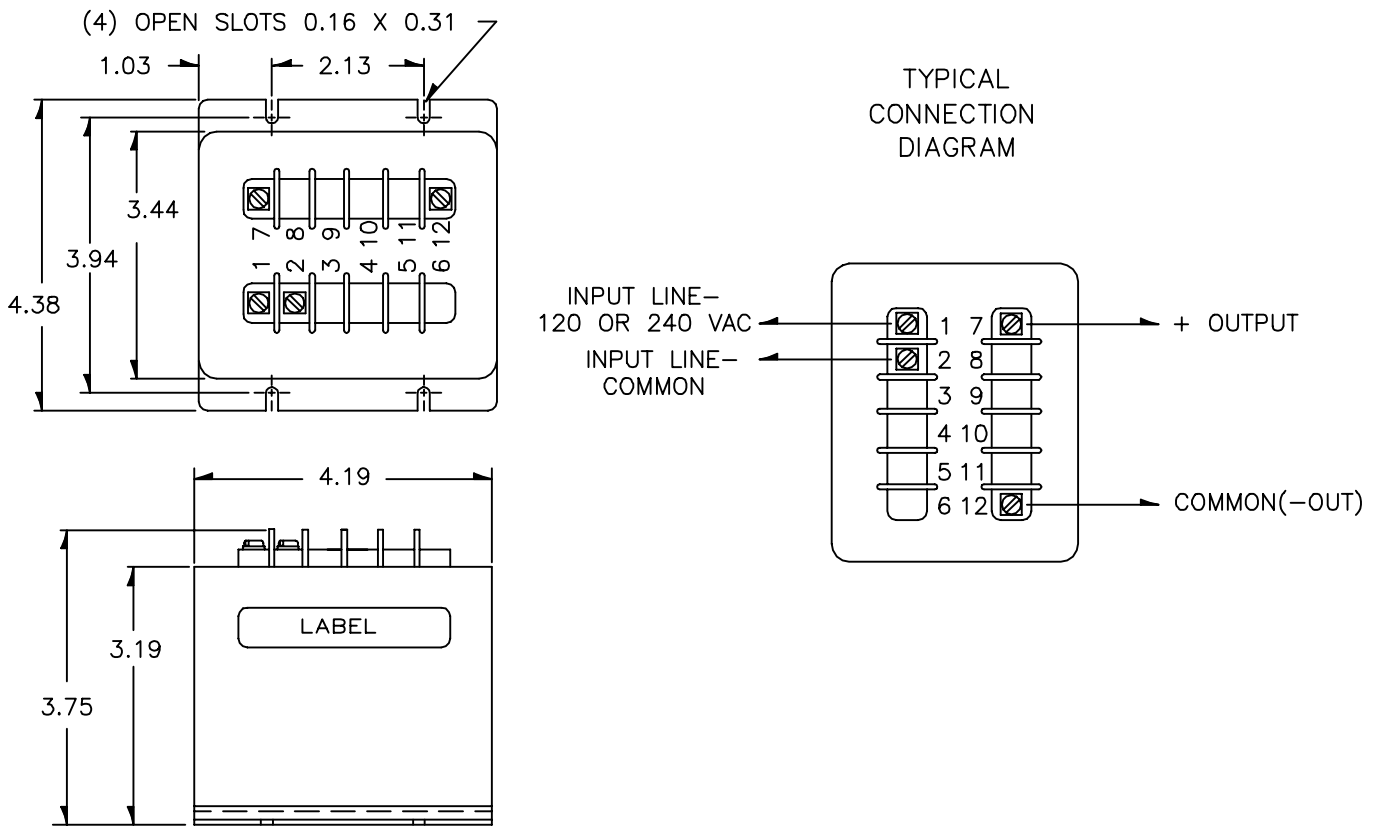 (4) OPEN SLOTS 0.16 X 0.31
1.03
2.13
3.44
3.94
4.38
7 8 9 10 11 12
1 2 3 4 5 6
4.19
LABEL
3.19
3.75
TYPICAL
CONNECTION
DIAGRAM
INPUT LINE-
120 OR 240 VAC
INPUT LINE-
COMMON
1 7
2 8
3 9
4 10
5 11
6 12
+ OUTPUT
COMMON(-OUT)